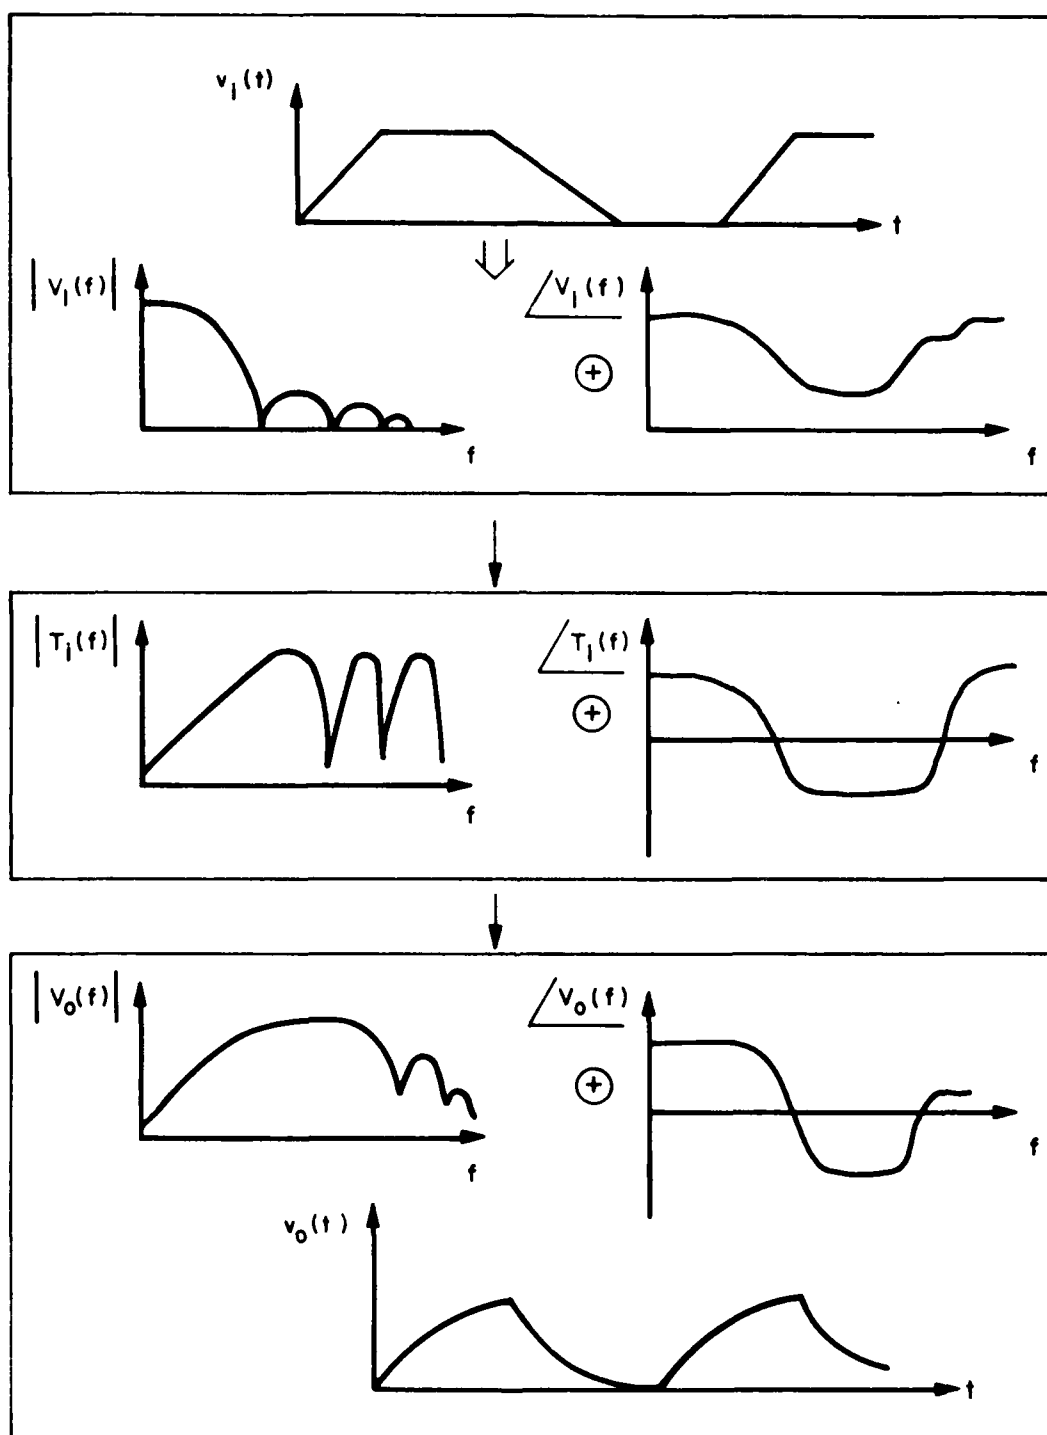 v_i(t)
t
|V_i(f)|
f
∠V_i(f)
+
f
|T_i(f)|
f
∠T_i(f)
+
f
|V_o(f)|
f
∠V_o(f)
+
f
v_o(t)
t